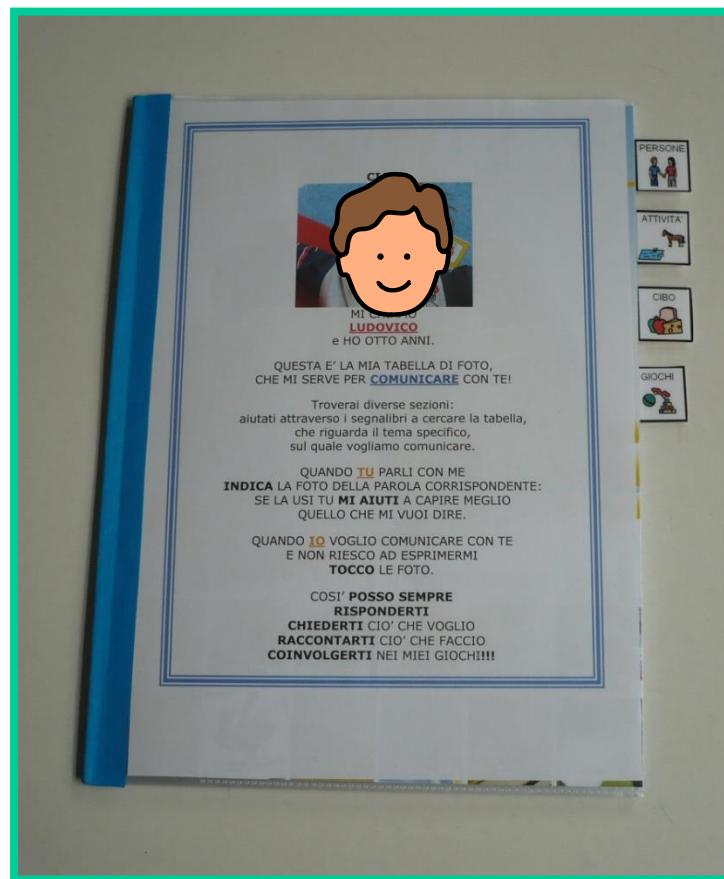 MI
LUDOVICO
e HO OTTO ANNI.
QUESTA E' LA MIA TABELLA DI FOTO,
CHE MI SERVE PER COMUNICARE CON TE!
Troverai diverse sezioni:
aiutati attraverso i segnalibri a cercare la tabella,
che riguarda il tema specifico,
sul quale vogliamo comunicare.
QUANDO TU PARLI CON ME
INDICA LA FOTO DELLA PAROLA CORRISPONDENTE:
SE LA USI TU MI AIUTI A CAPIRE MEGLIO
QUELLO CHE MI VUOI DIRE.
QUANDO IO VOGLIO COMUNICARE CON TE
E NON RIESCO AD ESPRIMERMI
TOCCO LE FOTO.
COSI' POSSO SEMPRE
RISPONDERTI
CHIEDERTI CIO' CHE VOGLIO
RACCONTARTI CIO' CHE FACCIO
COINVOLGERTI NEI MIEI GIOCHI!!!
PERSONE
ATTIVITA'
CIBO
GIOCHI